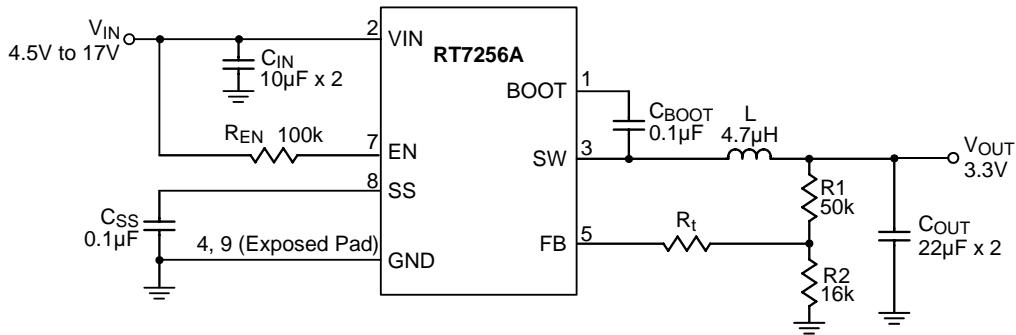 VIN
4.5V to 17V
2
VIN
RT7256A
CIN
10µF x 2
BOOT
1
CBOOT
0.1µF
L
4.7µH
REN 100k
7
EN
SW
3
VOUT
3.3V
8
SS
R1
50k
CSS
0.1µF
Rt
COUT
22µF x 2
4, 9 (Exposed Pad)
GND
FB
5
R2
16k